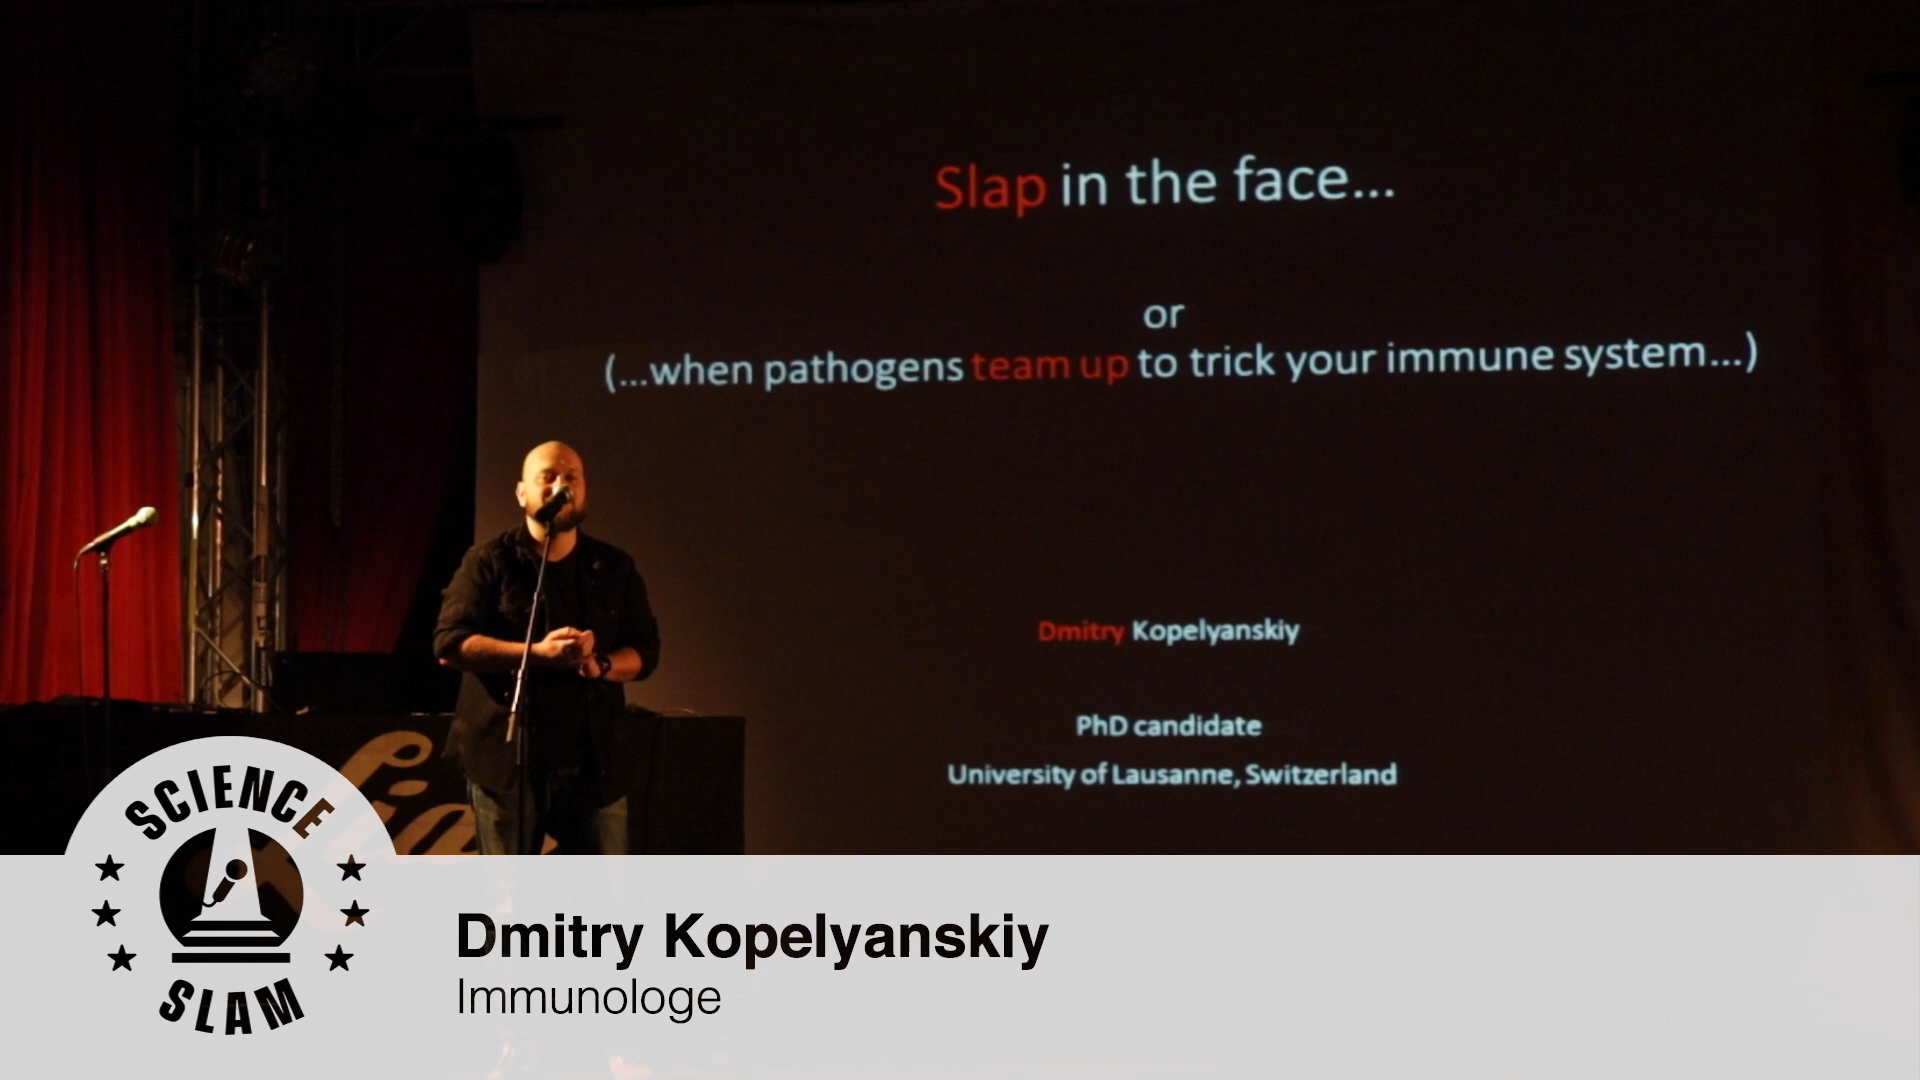 Slap in the face...
or
(...when pathogens team up to trick your immune system...)
Dmitry Kopelyanskiy
PhD candidate
University of Lausanne, Switzerland
SCIENCE
SLAM
Dmitry Kopelyanskiy
Immunologe